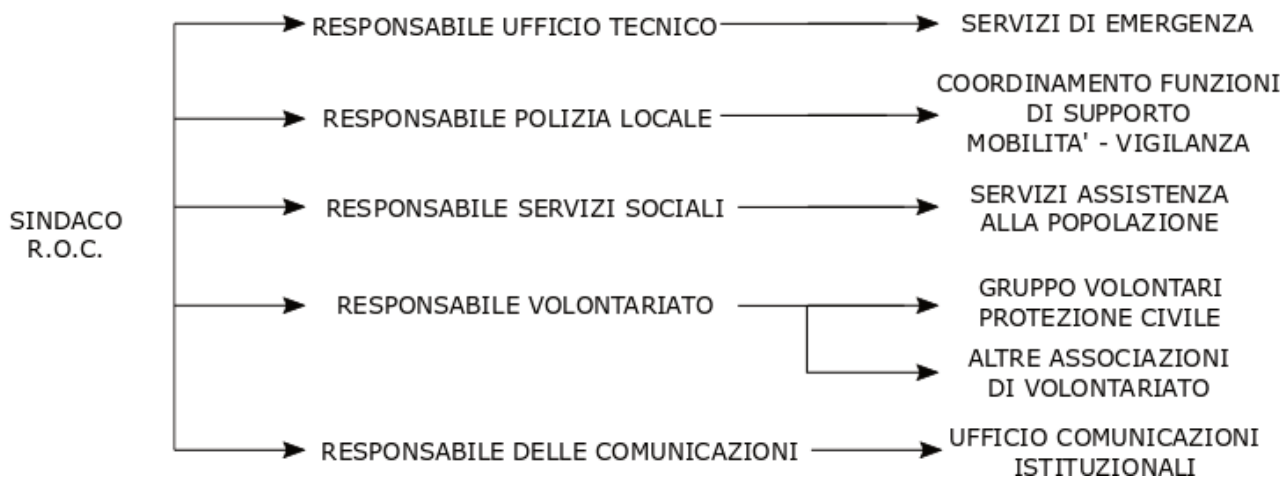 SINDACO
R.O.C.
RESPONSABILE UFFICIO TECNICO
SERVIZI DI EMERGENZA
RESPONSABILE POLIZIA LOCALE
COORDINAMENTO FUNZIONI
DI SUPPORTO
MOBILITA' - VIGILANZA
RESPONSABILE SERVIZI SOCIALI
SERVIZI ASSISTENZA
ALLA POPOLAZIONE
RESPONSABILE VOLONTARIATO
GRUPPO VOLONTARI
PROTEZIONE CIVILE
ALTRE ASSOCIAZIONI
DI VOLONTARIATO
RESPONSABILE DELLE COMUNICAZIONI
UFFICIO COMUNICAZIONI
ISTITUZIONALI